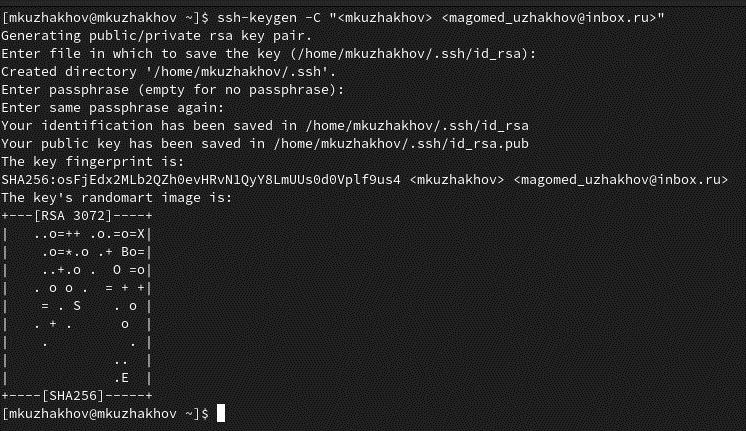 [mkuzhakhov@mkuzhakhov ~]$ ssh-keygen -C "<mkuzhakhov> <magomed_uzhakhov@inbox.ru>"
Generating public/private rsa key pair.
Enter file in which to save the key (/home/mkuzhakhov/.ssh/id_rsa):
Created directory '/home/mkuzhakhov/.ssh'.
Enter passphrase (empty for no passphrase):
Enter same passphrase again:
Your identification has been saved in /home/mkuzhakhov/.ssh/id_rsa
Your public key has been saved in /home/mkuzhakhov/.ssh/id_rsa.pub
The key fingerprint is:
SHA256:osFjEdx2MLb2QZh0evHRvN1QyY8LmUUs0d0Vplf9us4 <mkuzhakhov> <magomed_uzhakhov@inbox.ru>
The key's randomart image is:
+---[RSA 3072]----+
|   ..o=++ .o.=o=X|
|    .o=*.o .+ Bo=|
|    ..+.o .  O =o|
|   . o o .  = + +|
|    = . S    . o |
|   . + .      o  |
|    .          . |
|             ..  |
|             .E  |
+----[SHA256]-----+
[mkuzhakhov@mkuzhakhov ~]$